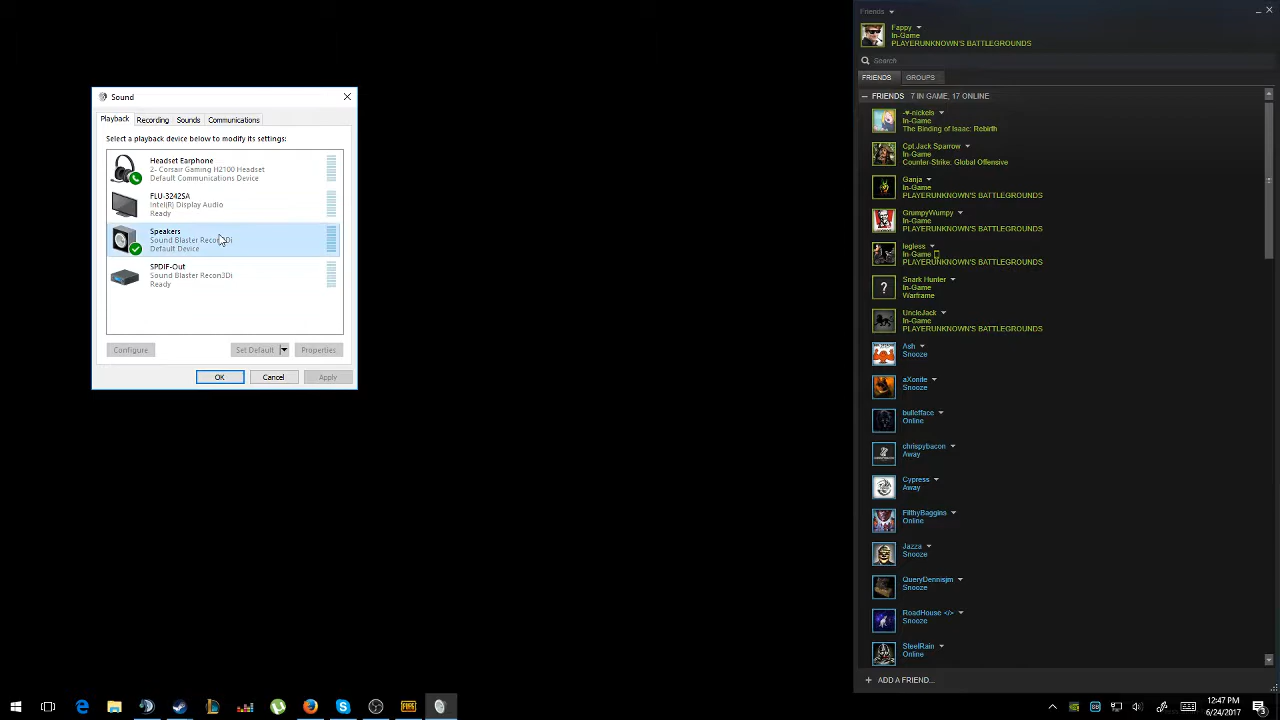 Sound
Playback
Recording
Sounds
Communications
Select a playback device below to modify its settings:
Headset Earphone
2- Corsair Gaming H2100 Headset
Default Communications Device
FLU-32425A
Intel(R) Display Audio
Ready
Speakers
Sound Blaster Recon3Di
Default Device
SPDIF-Out
Sound Blaster Recon3Di
Ready
Configure
Set Default
Properties
OK
Cancel
Apply
Friends
Fappy
In-Game
PLAYERUNKNOWN'S BATTLEGROUNDS
Search
FRIENDS
GROUPS
FRIENDS 7 IN GAME, 17 ONLINE
-♥-nickels
In-Game
The Binding of Isaac: Rebirth
Cpt.Jack Sparrow
In-Game
Counter-Strike: Global Offensive
Ganja
In-Game
PLAYERUNKNOWN'S BATTLEGROUNDS
GrumpyWumpy
In-Game
PLAYERUNKNOWN'S BATTLEGROUNDS
legless
In-Game
PLAYERUNKNOWN'S BATTLEGROUNDS
Snark Hunter
In-Game
Warframe
UncleJack
In-Game
PLAYERUNKNOWN'S BATTLEGROUNDS
Ash
Snooze
aXonite
Snooze
bulletface
Online
chrispybacon
Away
Cypress
Away
FilthyBaggins
Online
Jazza
Snooze
QueryDennisjm
Snooze
RoadHouse </>
Snooze
SteelRain
Online
+ ADD A FRIEND...
12:47 PM
6/24/2017